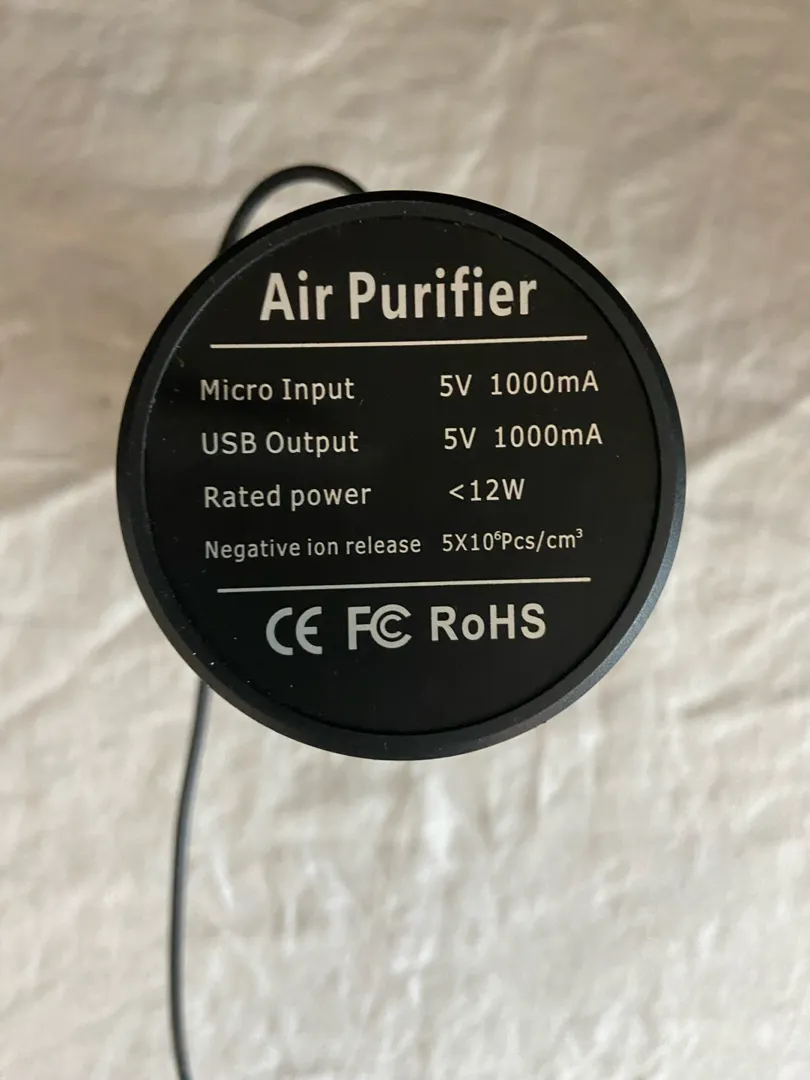 Air Purifier
Micro Input 5V 1000mA
USB Output 5V 1000mA
Rated power <12W
Negative ion release 5X10⁶Pcs/cm³
CE FC RoHS